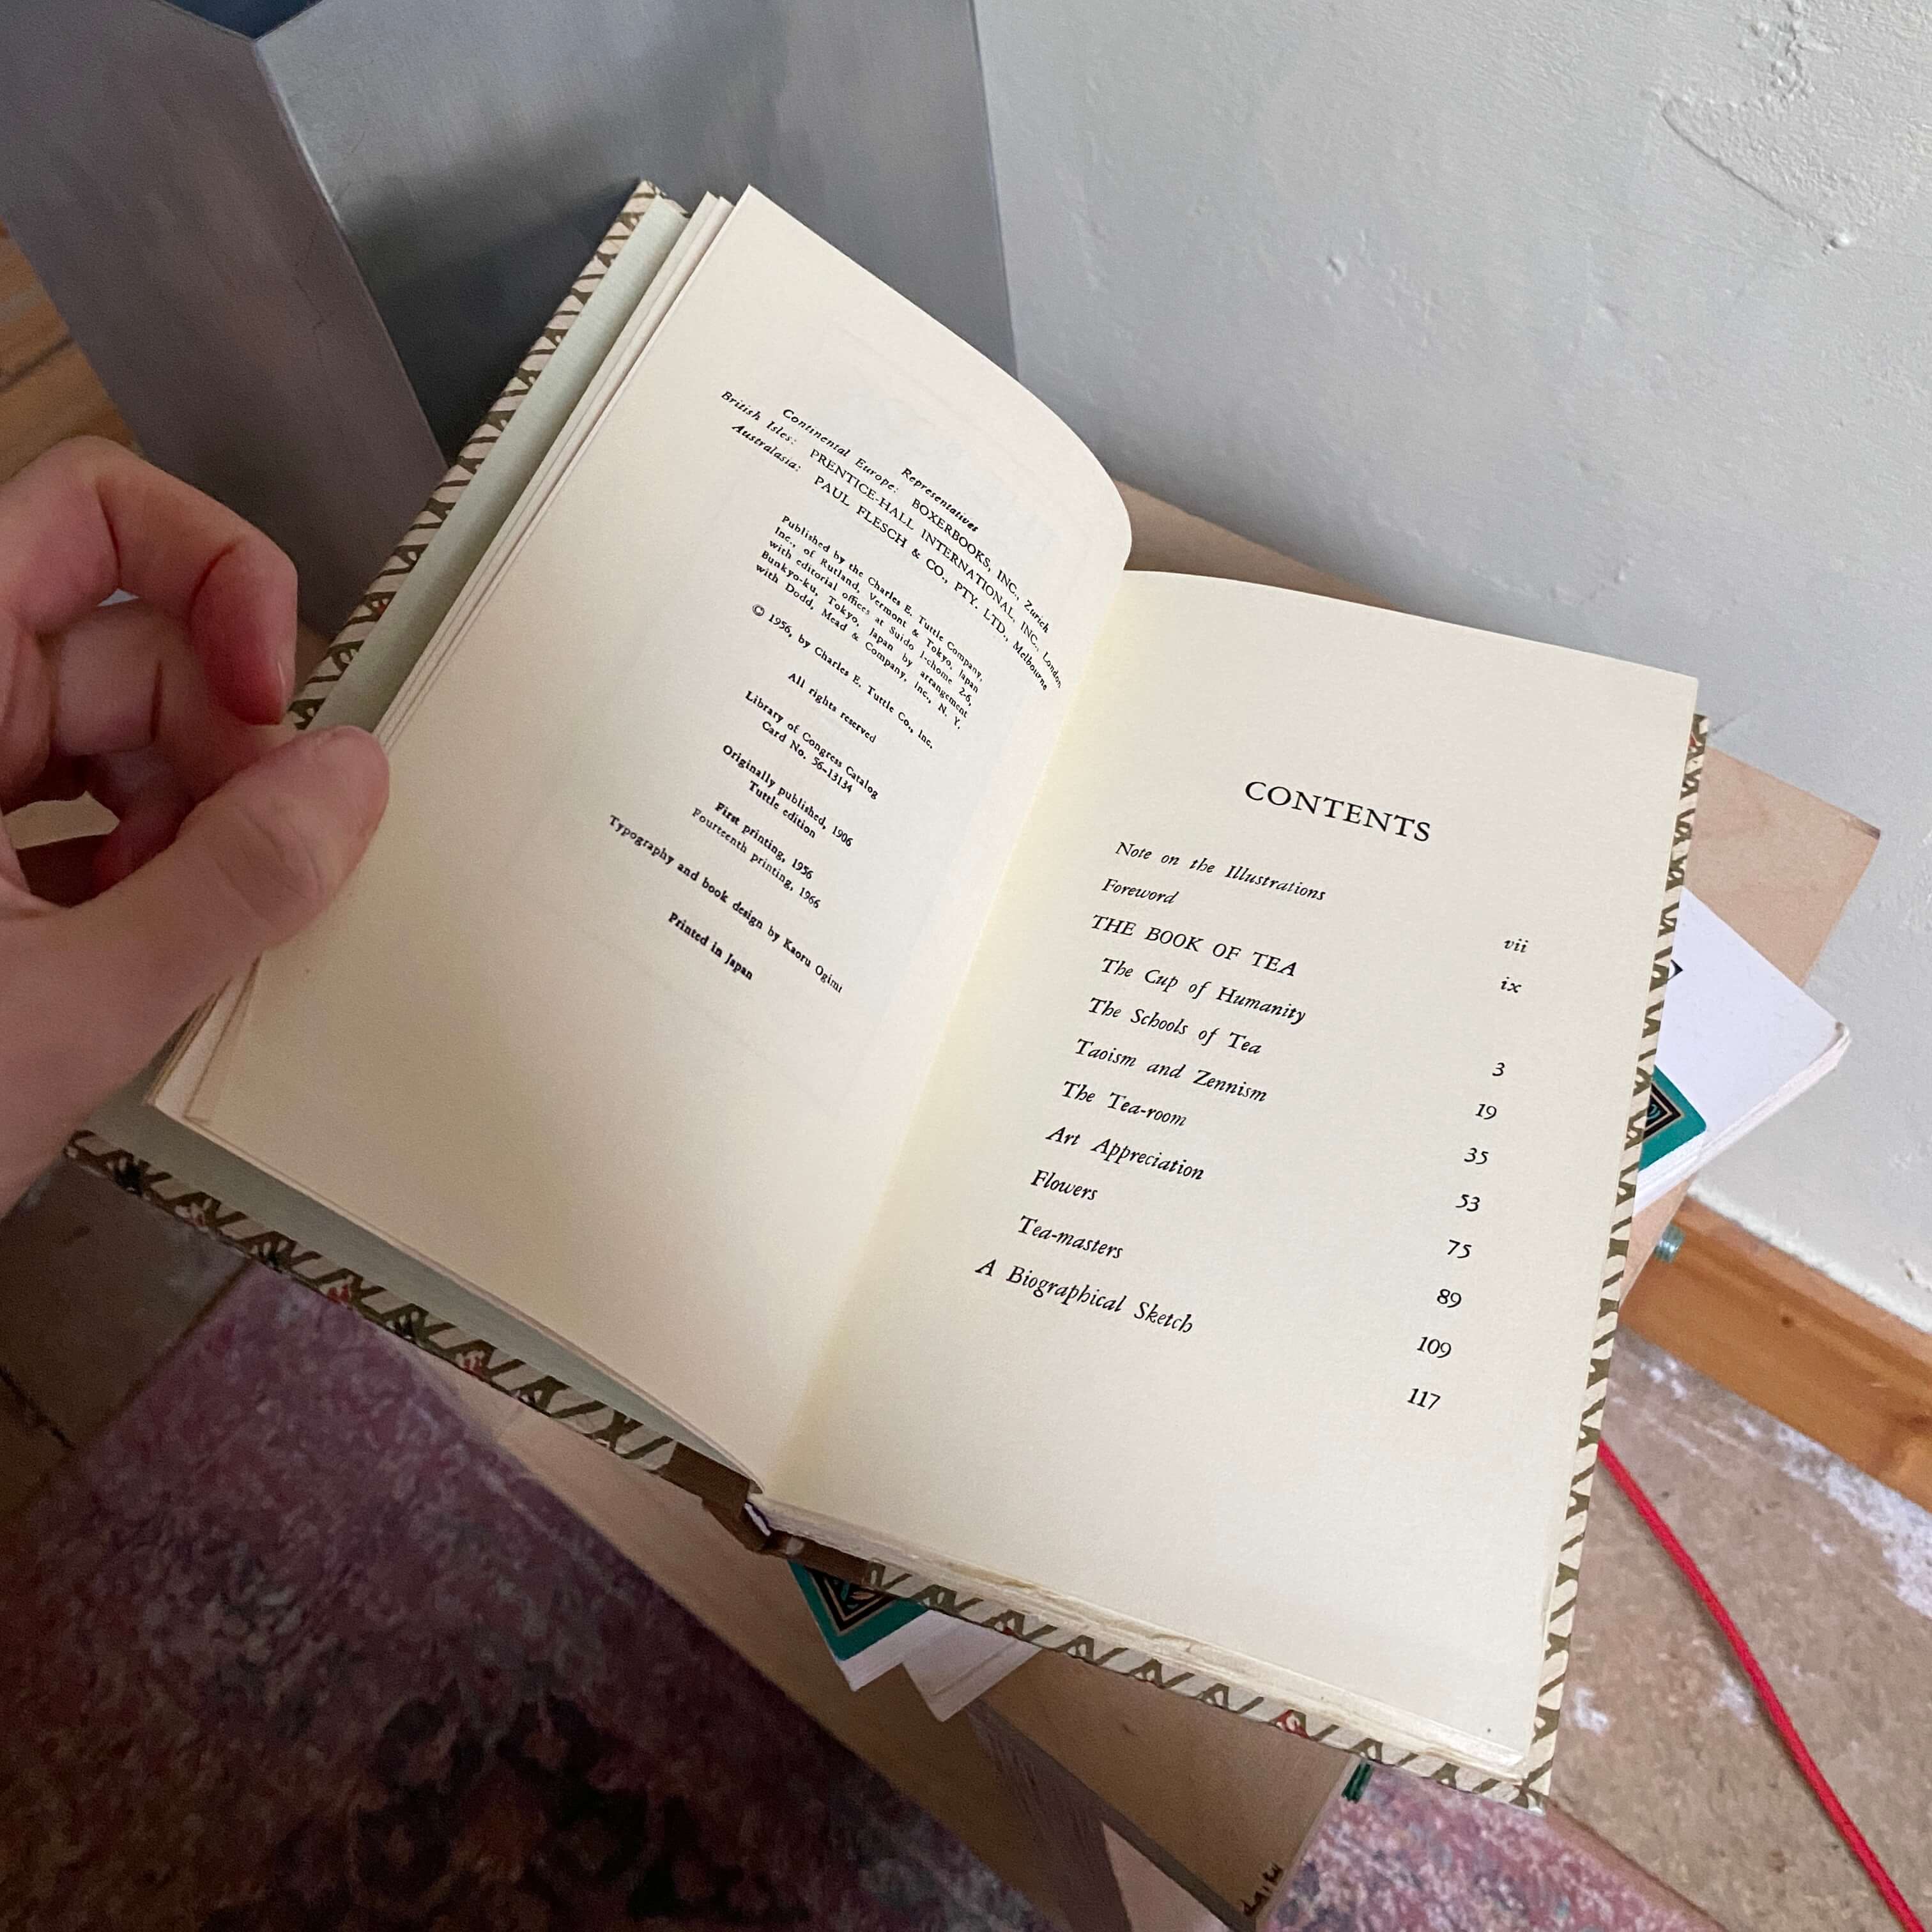 Representatives
Continental Europe: BOXERBOOKS, INC., Zurich
British Isles: PRENTICE-HALL INTERNATIONAL, INC., London
Australasia: PAUL FLESCH & CO., PTY. LTD., Melbourne
Published by the Charles E. Tuttle Company,
Inc., of Rutland, Vermont & Tokyo, Japan
with editorial offices at Suido 1-chome 2-6,
Bunkyo-ku, Tokyo, Japan by arrangement
with Dodd, Mead & Company, Inc., N. Y.
© 1956, by Charles E. Tuttle Co., Inc.
All rights reserved
Library of Congress Catalog
Card No. 56-13134
Originally published, 1906
Tuttle edition
First printing, 1956
Fourteenth printing, 1966
Typography and book design by Kaoru Ogimi
Printed in Japan
CONTENTS
Note on the Illustrations vii
Foreword ix
THE BOOK OF TEA
The Cup of Humanity 3
The Schools of Tea 19
Taoism and Zennism 35
The Tea-room 53
Art Appreciation 75
Flowers 89
Tea-masters 109
A Biographical Sketch 117